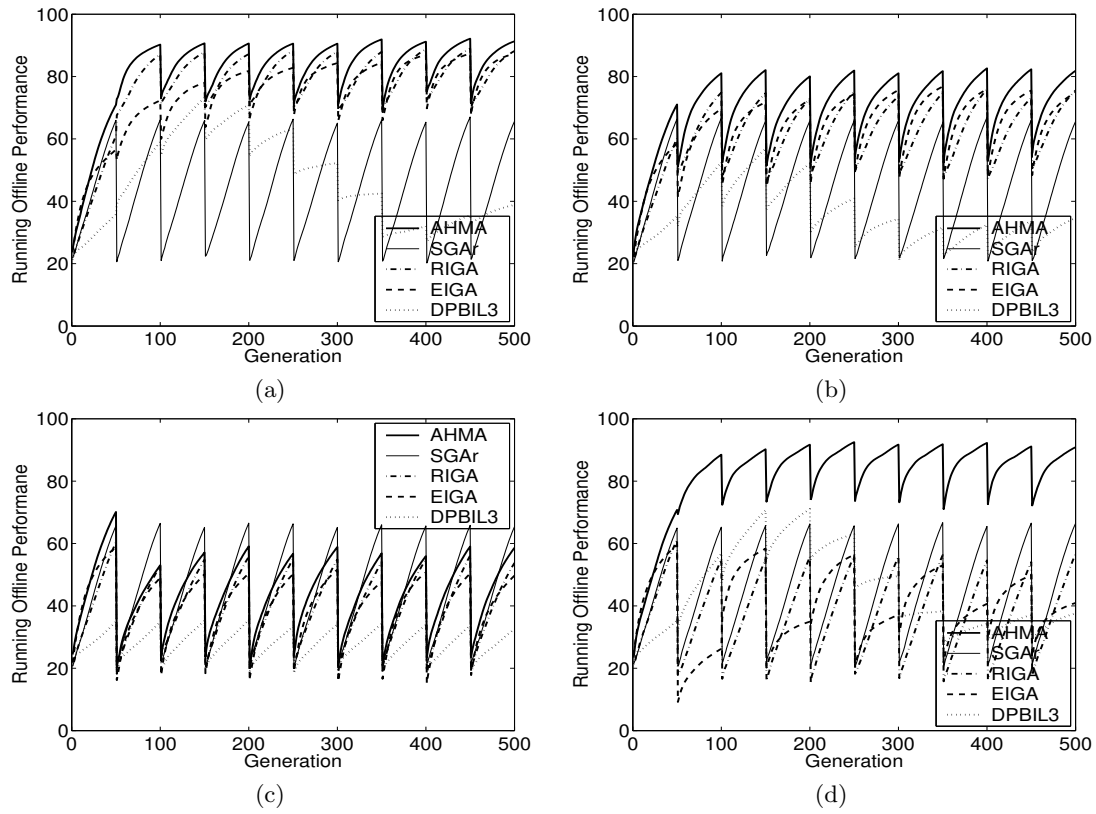 100
80
60
40
20
0
Running Offline Performance
AHMA
SGAr
RIGA
EIGA
DPBIL3
0 100 200 300 400 500
Generation
(a)
100
80
60
40
20
0
Running Offline Performance
AHMA
SGAr
RIGA
EIGA
DPBIL3
0 100 200 300 400 500
Generation
(b)
100
80
60
40
20
0
Running Offline Performane
AHMA
SGAr
RIGA
EIGA
DPBIL3
0 100 200 300 400 500
Generation
(c)
100
80
60
40
20
0
Running Offline Performance
AHMA
SGAr
RIGA
EIGA
DPBIL3
0 100 200 300 400 500
Generation
(d)